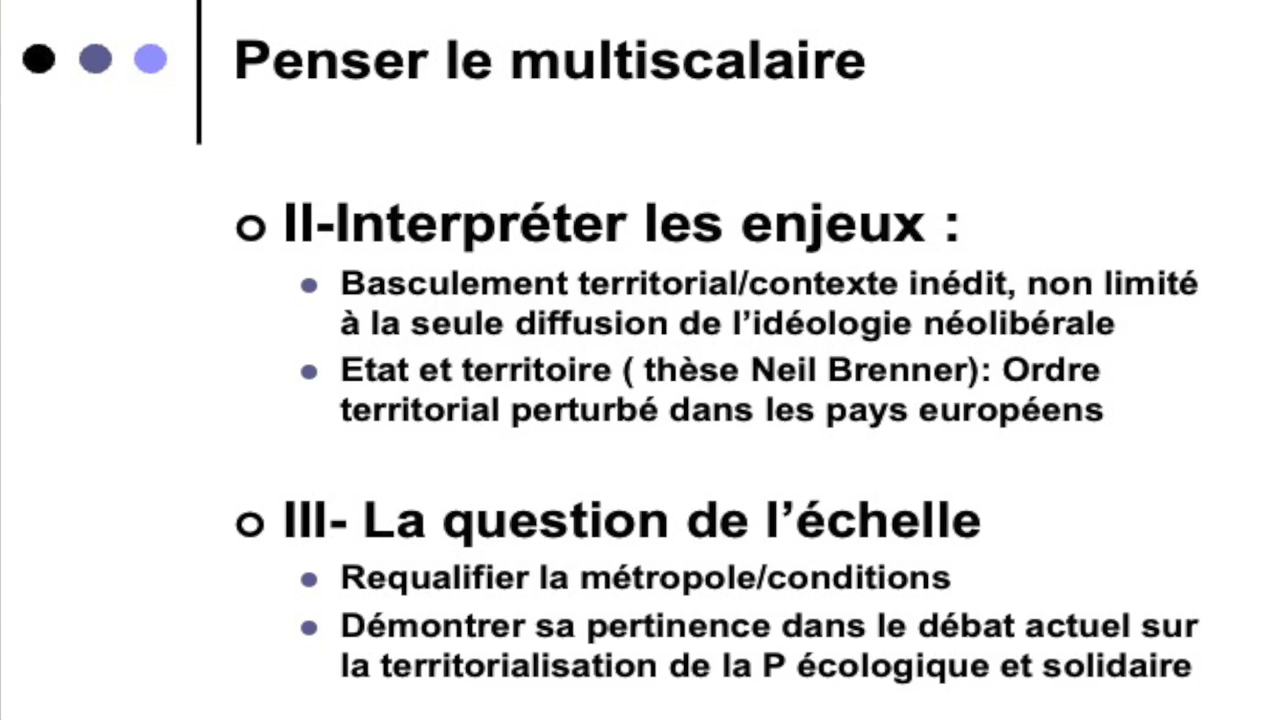 Penser le multiscalaire
II-Interpréter les enjeux :
Basculement territorial/contexte inédit, non limité
à la seule diffusion de l’idéologie néolibérale
Etat et territoire ( thèse Neil Brenner): Ordre
territorial perturbé dans les pays européens
III- La question de l’échelle
Requalifier la métropole/conditions
Démontrer sa pertinence dans le débat actuel sur
la territorialisation de la P écologique et solidaire